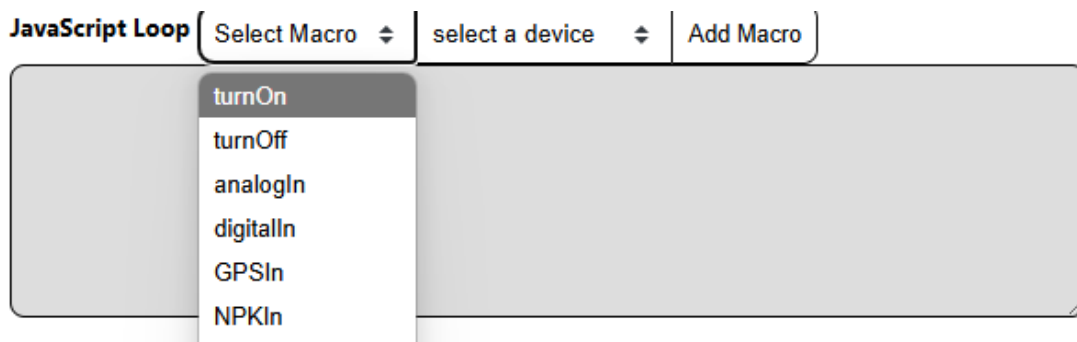 JavaScript Loop Select Macro select a device Add Macro
turnOn
turnOff
analogIn
digitalIn
GPSIn
NPKIn